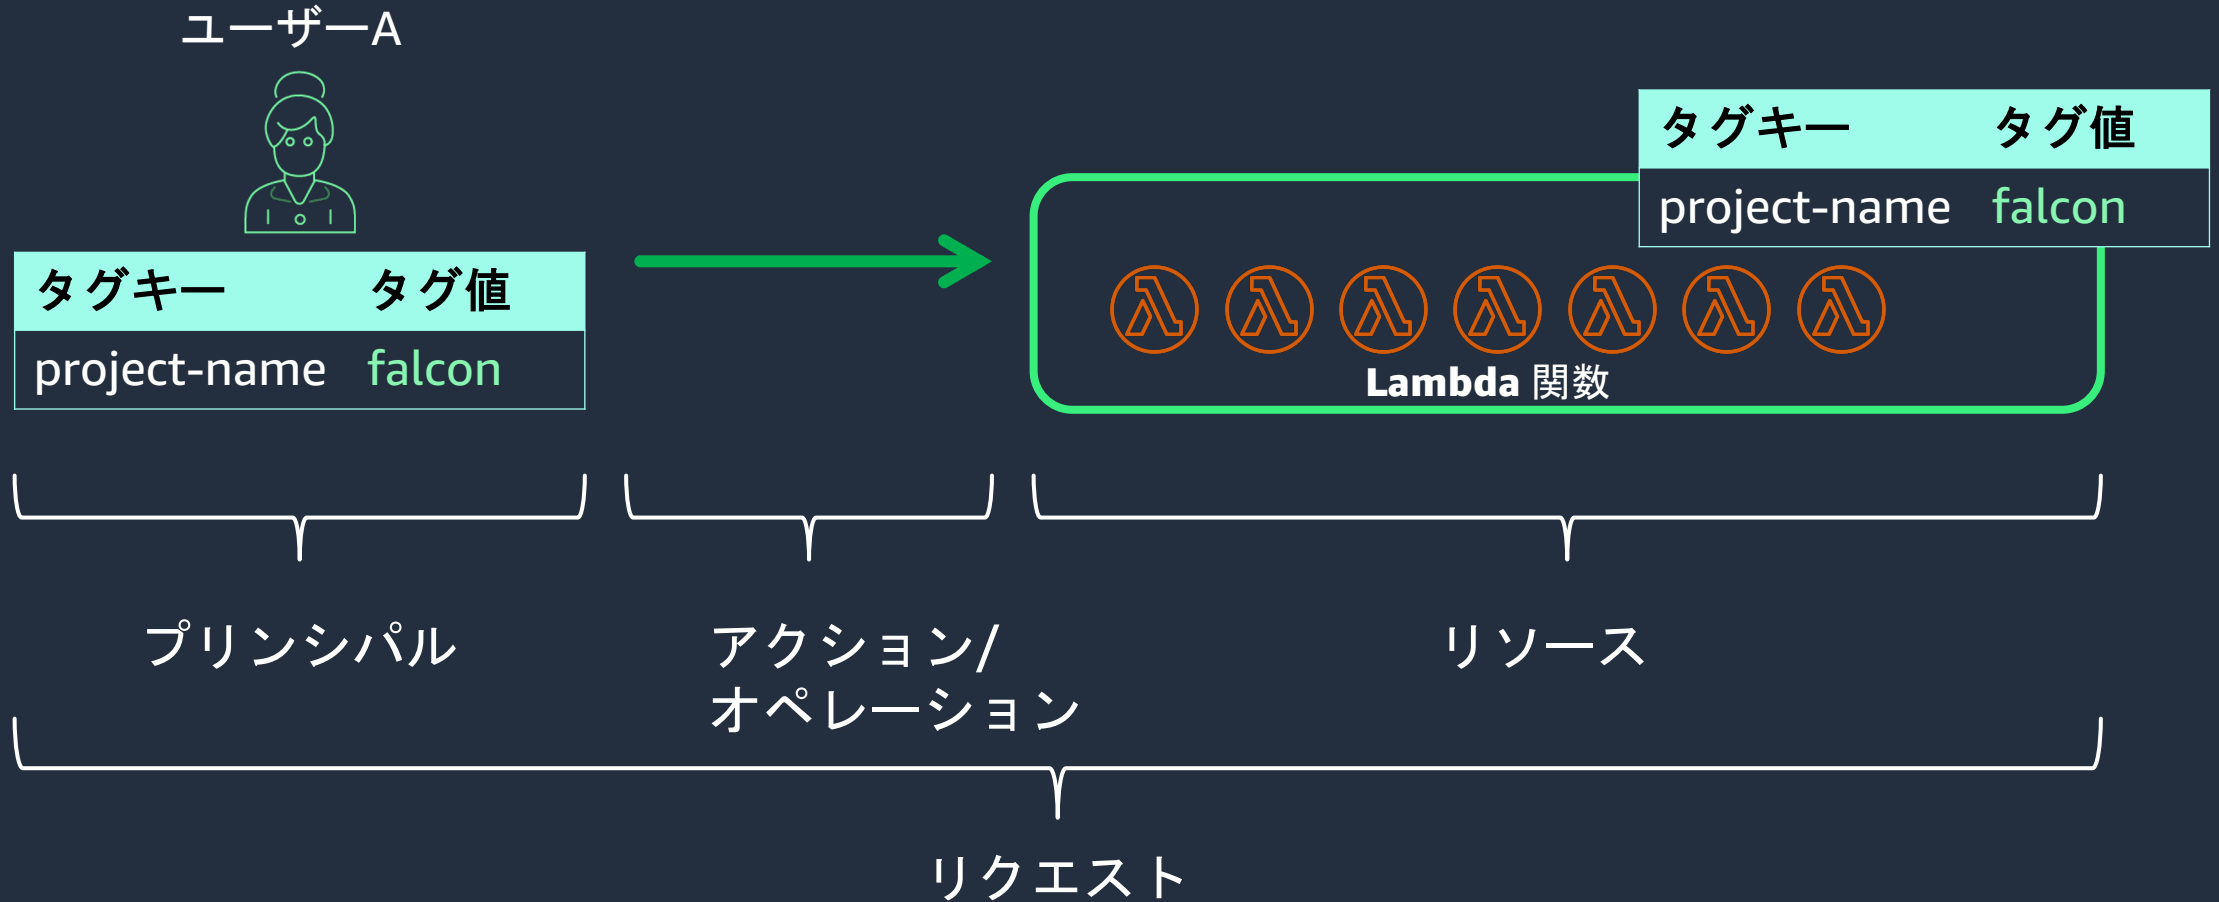 ユーザーA
タグキー タグ値
project-name falcon
タグキー タグ値
project-name falcon
Lambda 関数
プリンシパル
アクション/
オペレーション
リソース
リクエスト